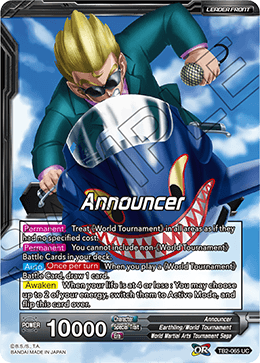 LEADER FRONT
Announcer
Permanent Treat {World Tournament} in all areas as if they
had no specified cost.
Permanent You cannot include non-{World Tournament}
Battle Cards in your deck.
Auto Once per turn When you play a {World Tournament}
Battle Card, draw 1 card.
Awaken When your life is at 4 or less : You may choose
up to 2 of your energy, switch them to Active Mode, and
flip this card over.
POWER 10000
Character Announcer
Special Trait Earthling/World Tournament
Era World Martial Arts Tournament Saga
©B.S./S., T.A.
BANDAI MADE IN JAPAN
TB2-065 UC